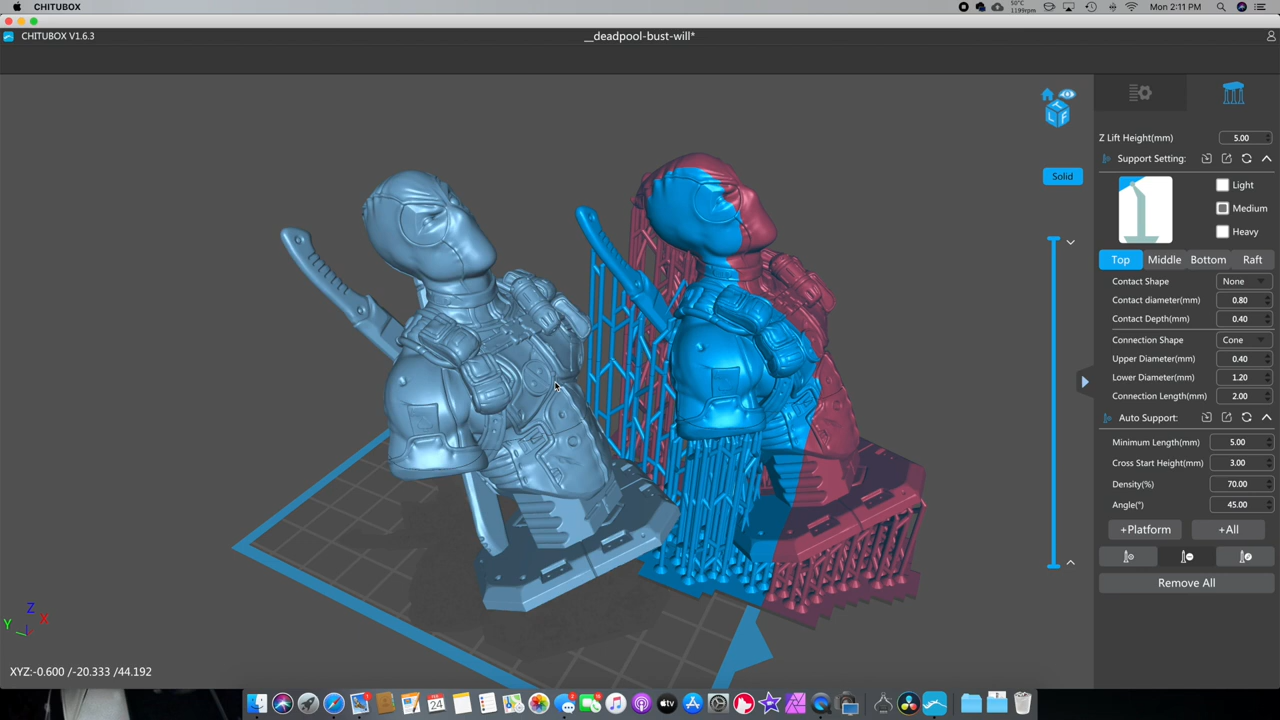 CHITUBOX
50°C
1199rpm
Mon 2:11 PM
CHITUBOX V1.6.3
__deadpool-bust-will*
T
L F
Solid
Z Lift Height(mm) 5.00
Support Setting:
Light
Medium
Heavy
Top Middle Bottom Raft
Contact Shape None
Contact diameter(mm) 0.80
Contact Depth(mm) 0.40
Connection Shape Cone
Upper Diameter(mm) 0.40
Lower Diameter(mm) 1.20
Connection Length(mm) 2.00
Auto Support:
Minimum Length(mm) 5.00
Cross Start Height(mm) 3.00
Density(%) 70.00
Angle(°) 45.00
+Platform +All
Remove All
Z
Y X
XYZ:-0.600 /-20.333 /44.192
24
tv